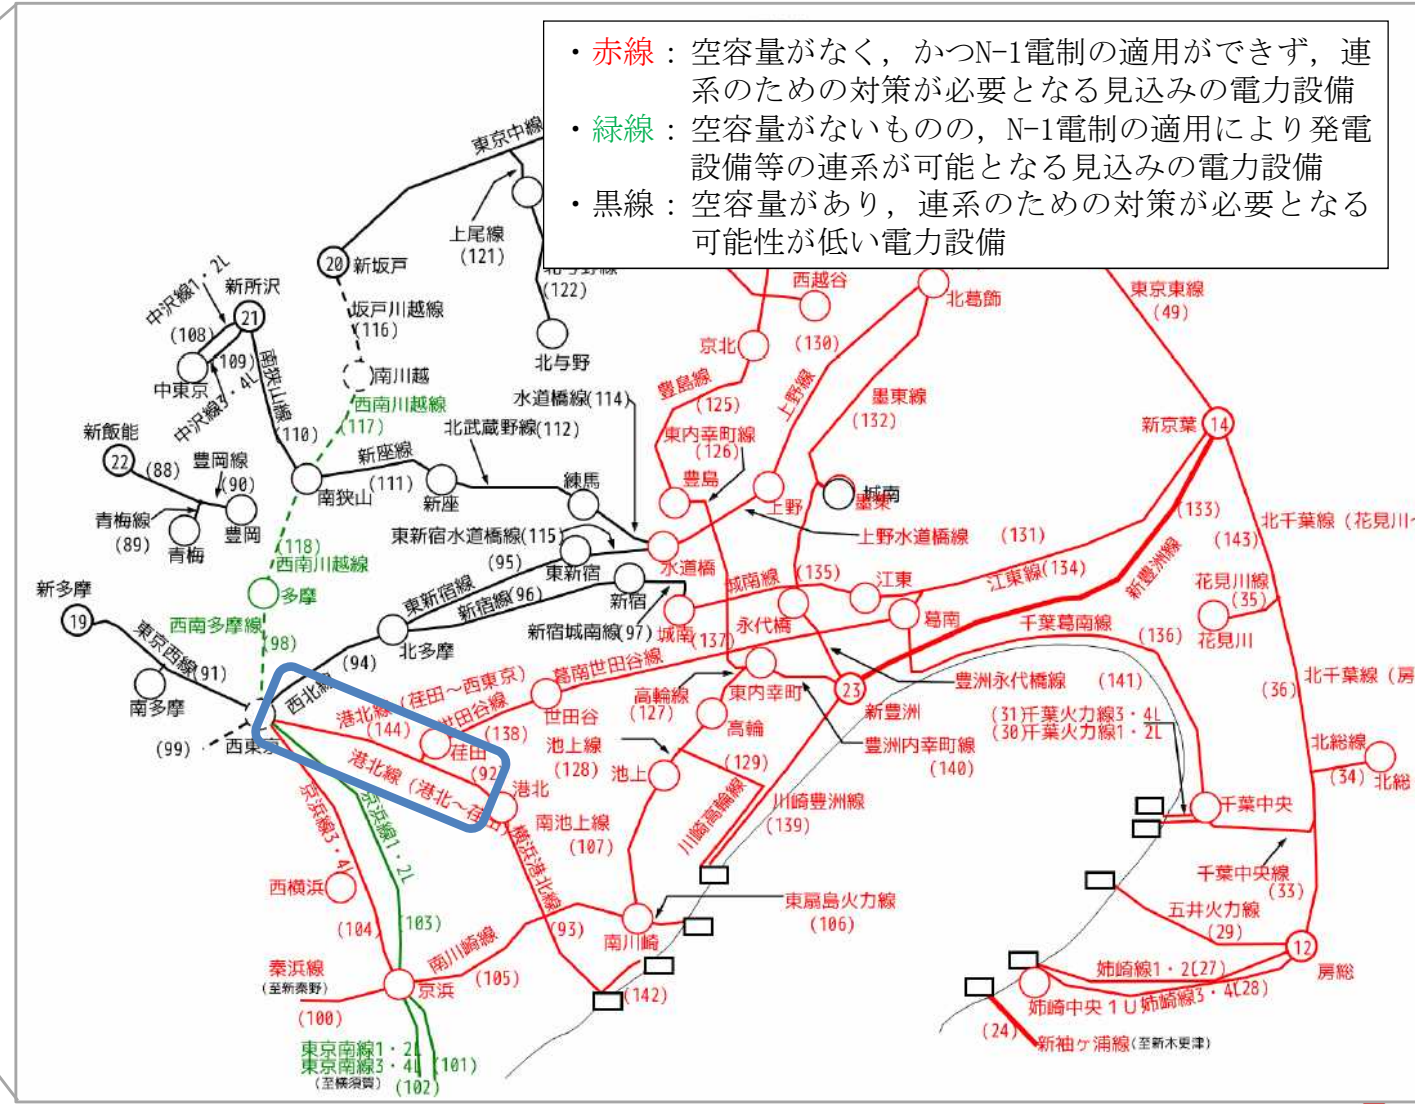 ・赤線：空容量がなく，かつN-1電制の適用ができず，連
系のための対策が必要となる見込みの電力設備
・緑線：空容量がないものの，N-1電制の適用により発電
設備等の連系が可能となる見込みの電力設備
・黒線：空容量があり，連系のための対策が必要となる
可能性が低い電力設備
東京中線
上尾線
(121)
(122)
北与野
20
新坂戸
坂戸川越線
(116)
南川越
西南川越線
(117)
中沢線1・2L
(108)
新所沢
21
(109)
中東京
中沢線3・4L
南狭山線
(110)
新飯能
22
(88)
豊岡線
(90)
青梅線
(89)
青梅
豊岡
南狭山
新座線
(111)
新座
北武蔵野線(112)
水道橋線(114)
練馬
東新宿水道橋線(115)
東新宿
水道橋
(118)
西南川越線
多摩
西南多摩線
(98)
新多摩
19
東京西線
(91)
南多摩
(99)
西東京
西北線
(94)
北多摩
東新宿線
(95)
新宿線(96)
新宿
新宿城南線(97)
城南
西越谷
(130)
京北
豊島線
(125)
東内幸町線
(126)
豊島
上野線
上野
北葛飾
墨東線
(132)
墨東
城南
上野水道橋線
東京東線
(49)
新京葉
14
(131)
(133)
新豊洲線
江東線(134)
城南線
(135)
江東
永代橋
葛南
(137)
葛南世田谷線
千葉葛南線
(136)
北千葉線（花見川～
(143)
花見川線
(35)
花見川
北千葉線（房
(36)
港北線（荏田～西東京）
(144)
世田谷線
(138)
世田谷
荏田
港北線（港北～荏田）
(92)
港北
高輪線
(127)
東内幸町
高輪
23
新豊洲
豊洲永代橋線
(141)
豊洲内幸町線
(140)
池上線
(128)
池上
(129)
川崎高輪線
川崎豊洲線
(139)
南池上線
(107)
横浜港北線
(93)
京浜線3・4L
(104)
京浜線1・2L
(103)
西横浜
秦浜線
(至新秦野)
(100)
京浜
南川崎線
(105)
南川崎
東扇島火力線
(106)
(142)
東京南線1・2L
東京南線3・4L
(101)
(至横須賀)
(102)
(31)千葉火力線3・4L
(30)千葉火力線1・2L
千葉中央
千葉中央線
(33)
北総線
(34)
北総
五井火力線
(29)
12
房総
姉崎線1・2L(27)
姉崎中央1U
姉崎線3・4L(28)
(24)
新袖ヶ浦線(至新木更津)